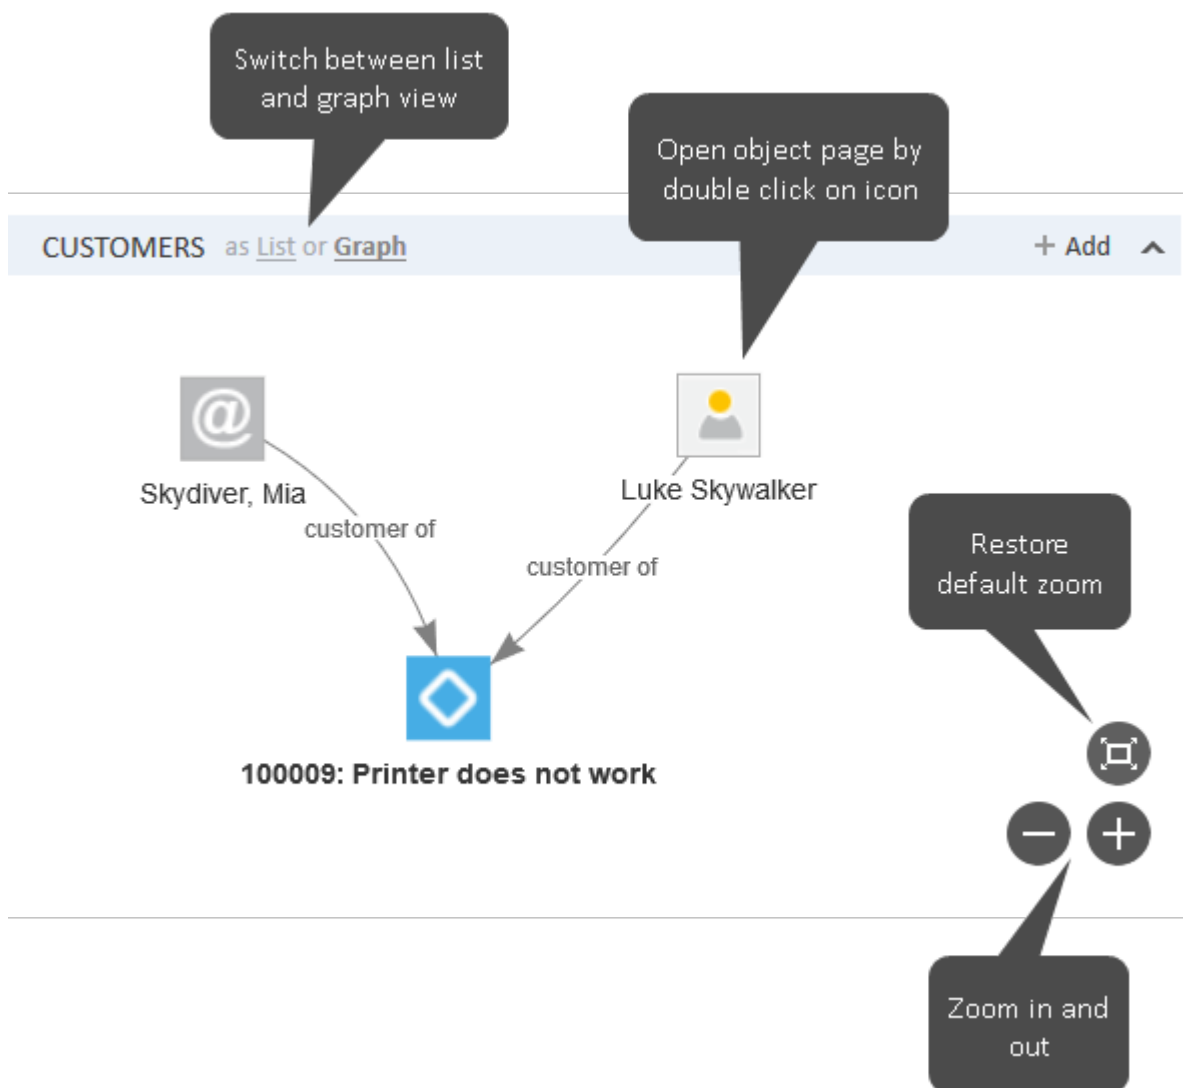 Switch between list
and graph view
Open object page by
double click on icon
CUSTOMERS as List or Graph
+ Add
@
Skydiver, Mia
Luke Skywalker
customer of
customer of
Restore
default zoom
100009: Printer does not work
Zoom in and
out